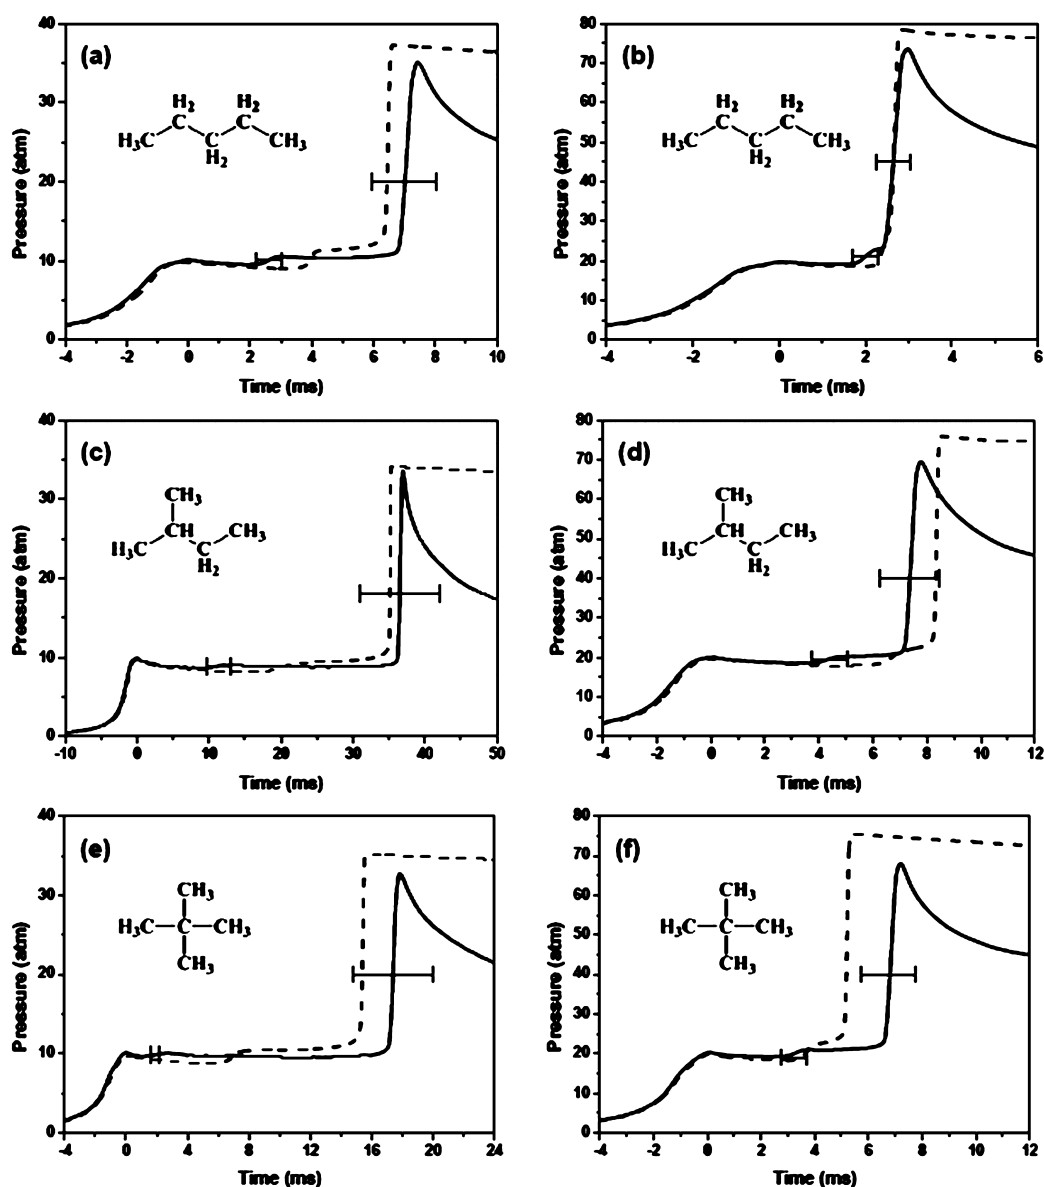 (a)
H2 H2
H3C C C CH3
C
H2
40
30
20
10
0
Pressure (atm)
-4 -2 0 2 4 6 8 10
Time (ms)
(b)
H2 H2
H3C C C CH3
C
H2
80
70
60
50
40
30
20
10
0
Pressure (atm)
-4 -2 0 2 4 6
Time (ms)
(c)
CH3
CH CH3
H3C C
H2
40
30
20
10
0
Pressure (atm)
-10 0 10 20 30 40 50
Time (ms)
(d)
CH3
CH CH3
H3C C
H2
80
70
60
50
40
30
20
10
0
Pressure (atm)
-4 -2 0 2 4 6 8 10 12
Time (ms)
(e)
CH3
H3C C CH3
CH3
40
30
20
10
0
Pressure (atm)
-4 0 4 8 12 16 20 24
Time (ms)
(f)
CH3
H3C C CH3
CH3
80
70
60
50
40
30
20
10
0
Pressure (atm)
-4 -2 0 2 4 6 8 10 12
Time (ms)